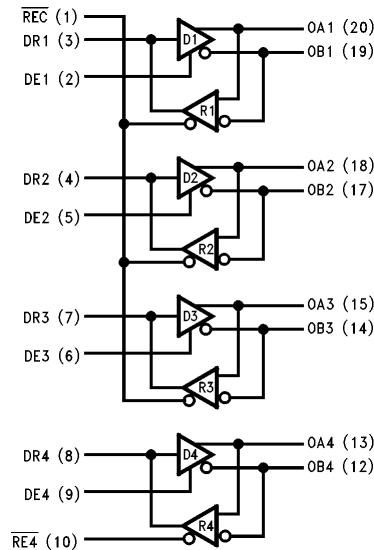 REC (1)
DR1 (3) D1 OA1 (20)
OB1 (19)
DE1 (2)
R1
DR2 (4) D2 OA2 (18)
OB2 (17)
DE2 (5)
R2
DR3 (7) D3 OA3 (15)
OB3 (14)
DE3 (6)
R3
DR4 (8) D4 OA4 (13)
OB4 (12)
DE4 (9)
R4
RE4 (10)